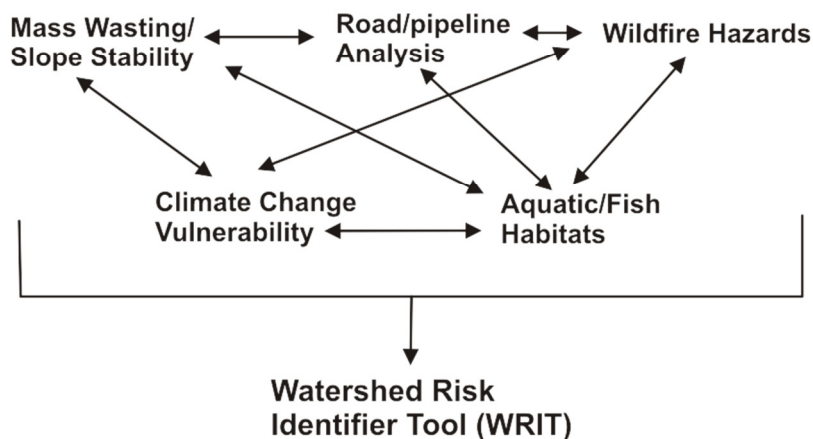 Mass Wasting/
Slope Stability
Road/pipeline
Analysis
Wildfire Hazards
Climate Change
Vulnerability
Aquatic/Fish
Habitats
Watershed Risk
Identifier Tool (WRIT)